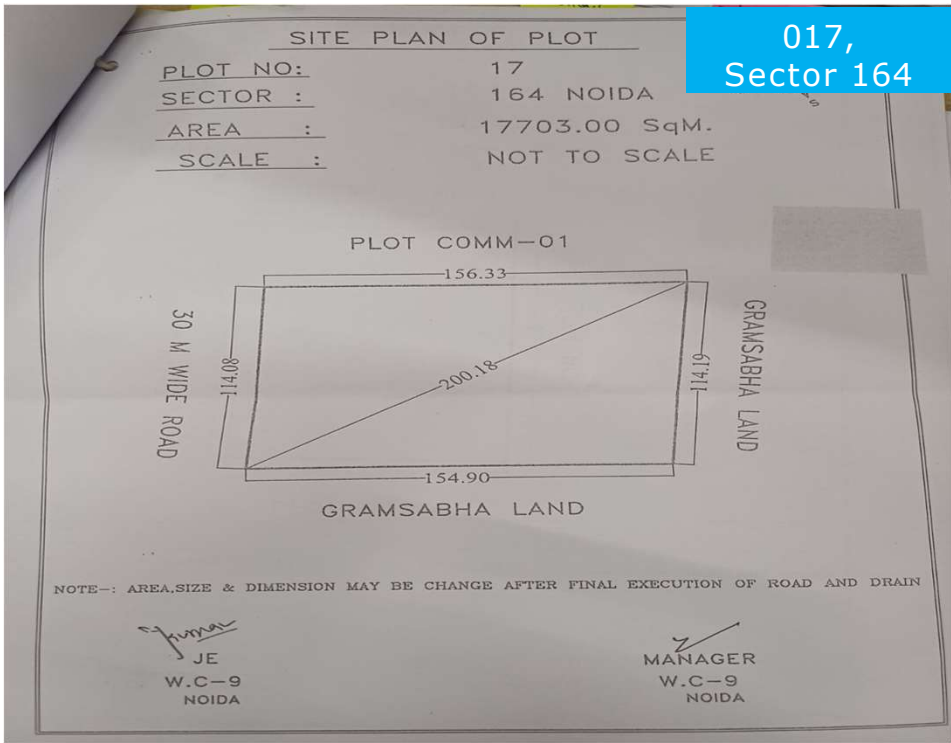 017,
Sector 164
SITE PLAN OF PLOT
PLOT NO: 17
SECTOR : 164 NOIDA
AREA : 17703.00 SqM.
SCALE : NOT TO SCALE
PLOT COMM-01
156.33
30 M WIDE ROAD
114.08
200.18
114.19
GRAMSABHA LAND
154.90
GRAMSABHA LAND
NOTE-: AREA,SIZE & DIMENSION MAY BE CHANGE AFTER FINAL EXECUTION OF ROAD AND DRAIN
JE
W.C-9
NOIDA
MANAGER
W.C-9
NOIDA